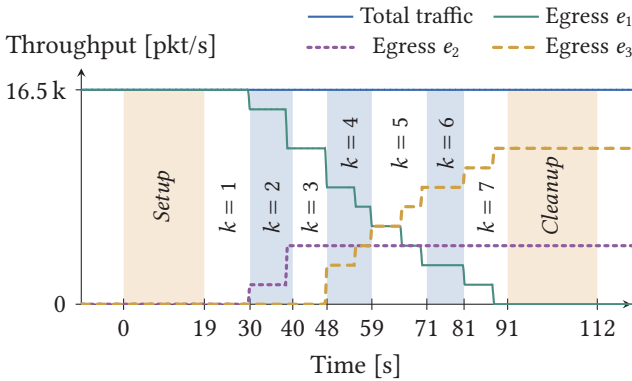 Total traffic
Egress e₁
Throughput [pkt/s]
Egress e₂
Egress e₃
16.5 k
Setup
k = 1
k = 2
k = 3
k = 4
k = 5
k = 6
k = 7
Cleanup
0
0 19 30 40 48 59 71 81 91 112
Time [s]